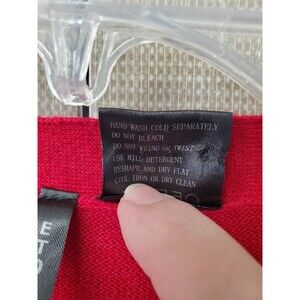 HAND WASH COLD SEPARATELY
DO NOT BLEACH
DO NOT WRING OR TWIST
USE MILD DETERGENT
RESHAPE AND DRY FLAT
COOL IRON OR DRY CLEAN